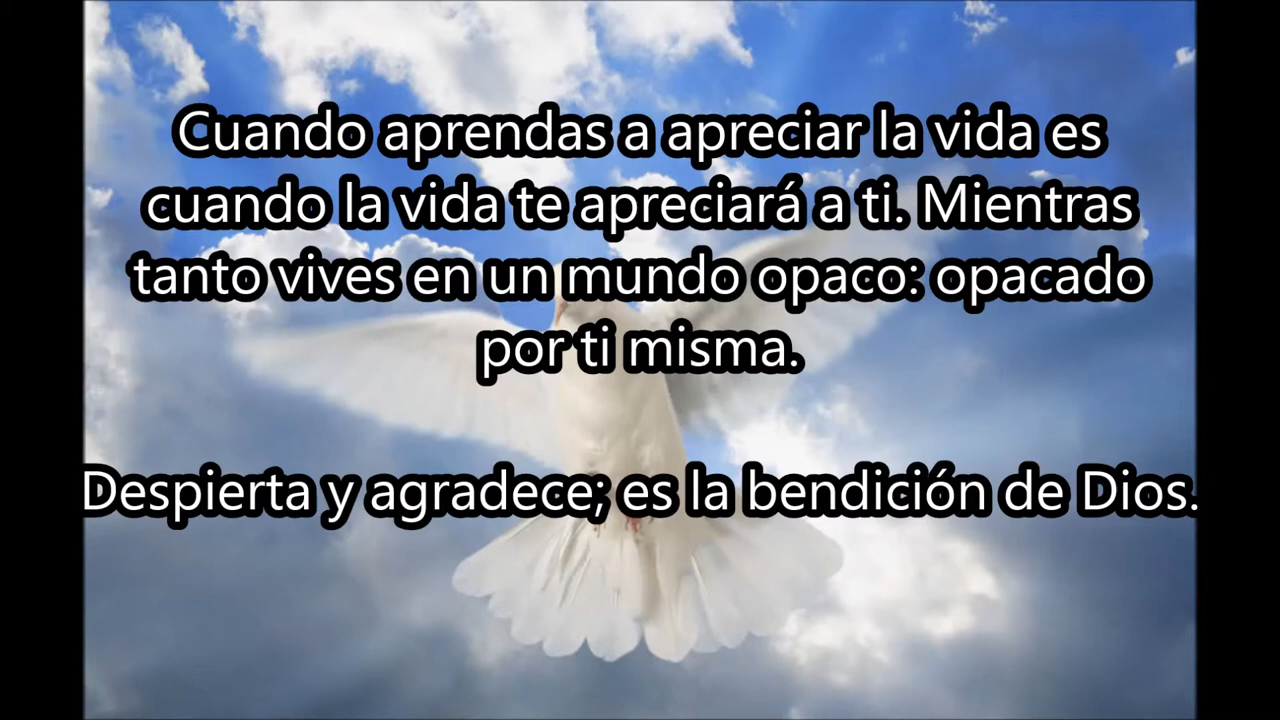 Cuando aprendas a apreciar la vida es
cuando la vida te apreciará a ti. Mientras
tanto vives en un mundo opaco: opacado
por ti misma.
Despierta y agradece; es la bendición de Dios.